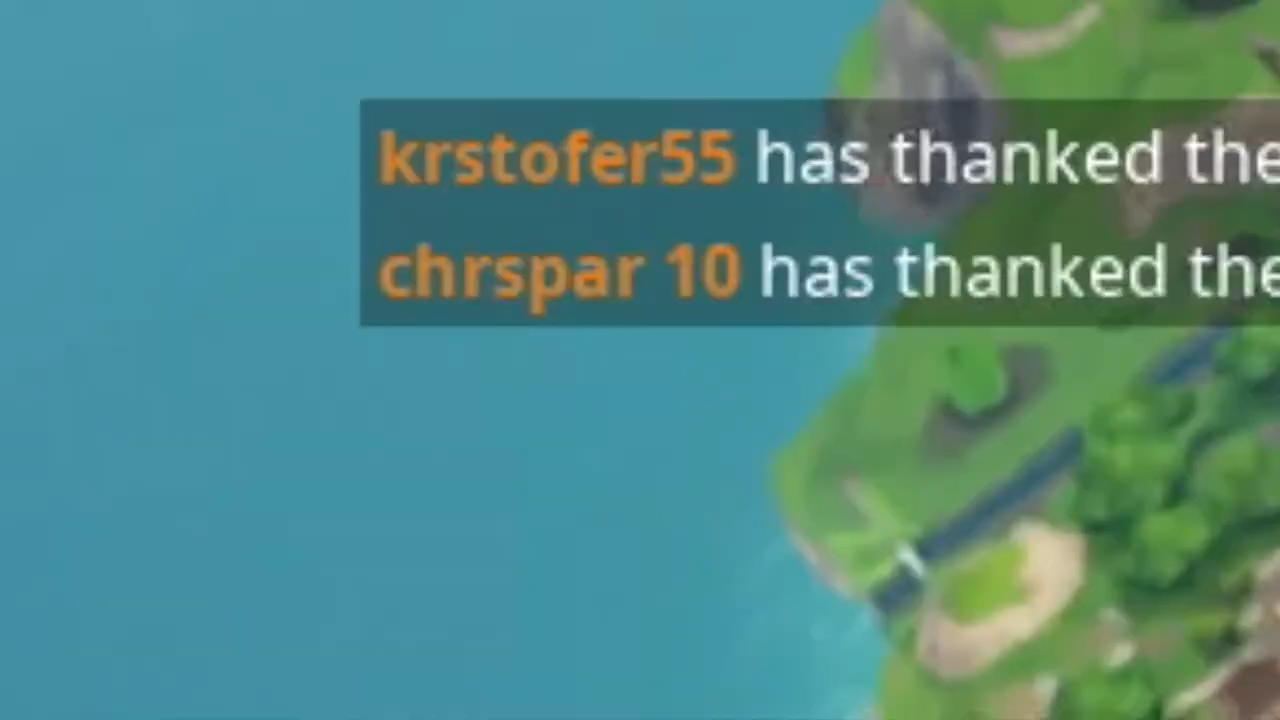 krstofer55 has thanked the
chrspar 10 has thanked the